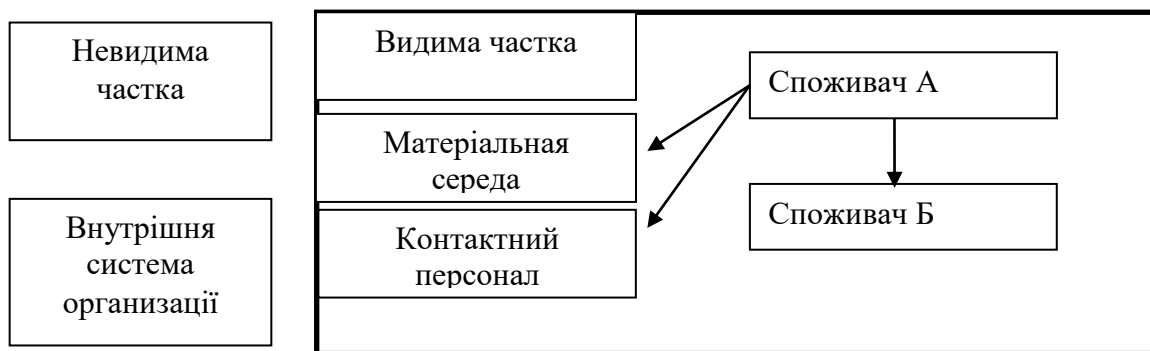 Невидима
частка
Видима частка
Споживач А
Матеріальная
середа
Внутрішня
система
организації
Контактний
персонал
Споживач Б